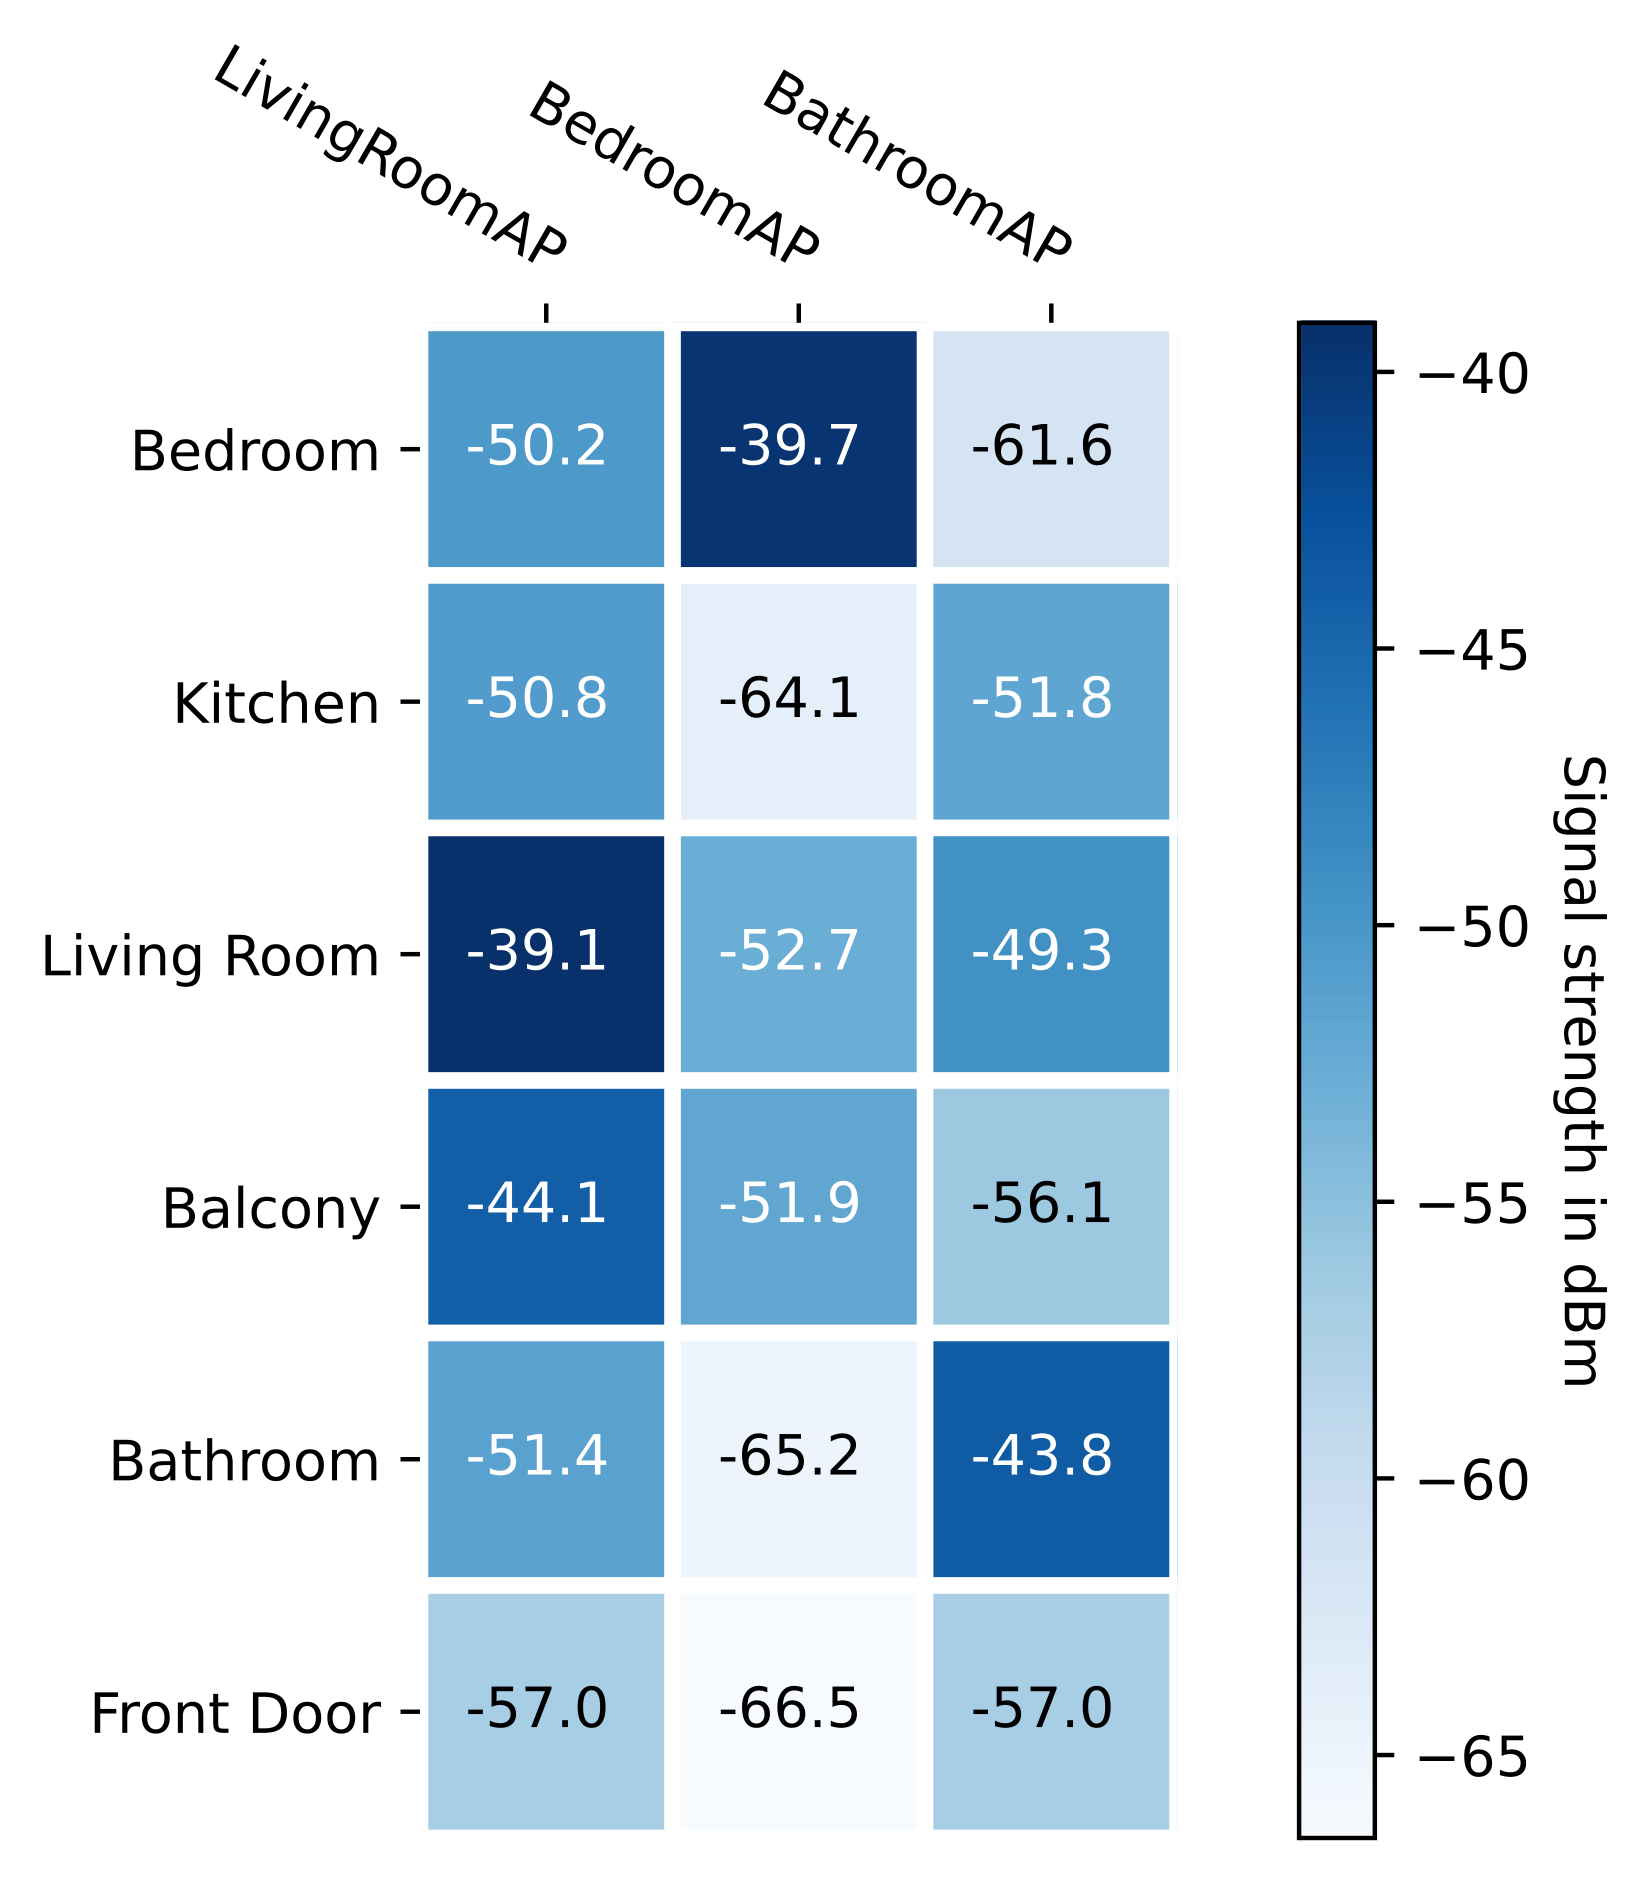 LivingRoomAP BedroomAP BathroomAP
Bedroom -50.2 -39.7 -61.6
Kitchen -50.8 -64.1 -51.8
Living Room -39.1 -52.7 -49.3
Balcony -44.1 -51.9 -56.1
Bathroom -51.4 -65.2 -43.8
Front Door -57.0 -66.5 -57.0
−40
−45
−50
−55
−60
−65
Signal strength in dBm